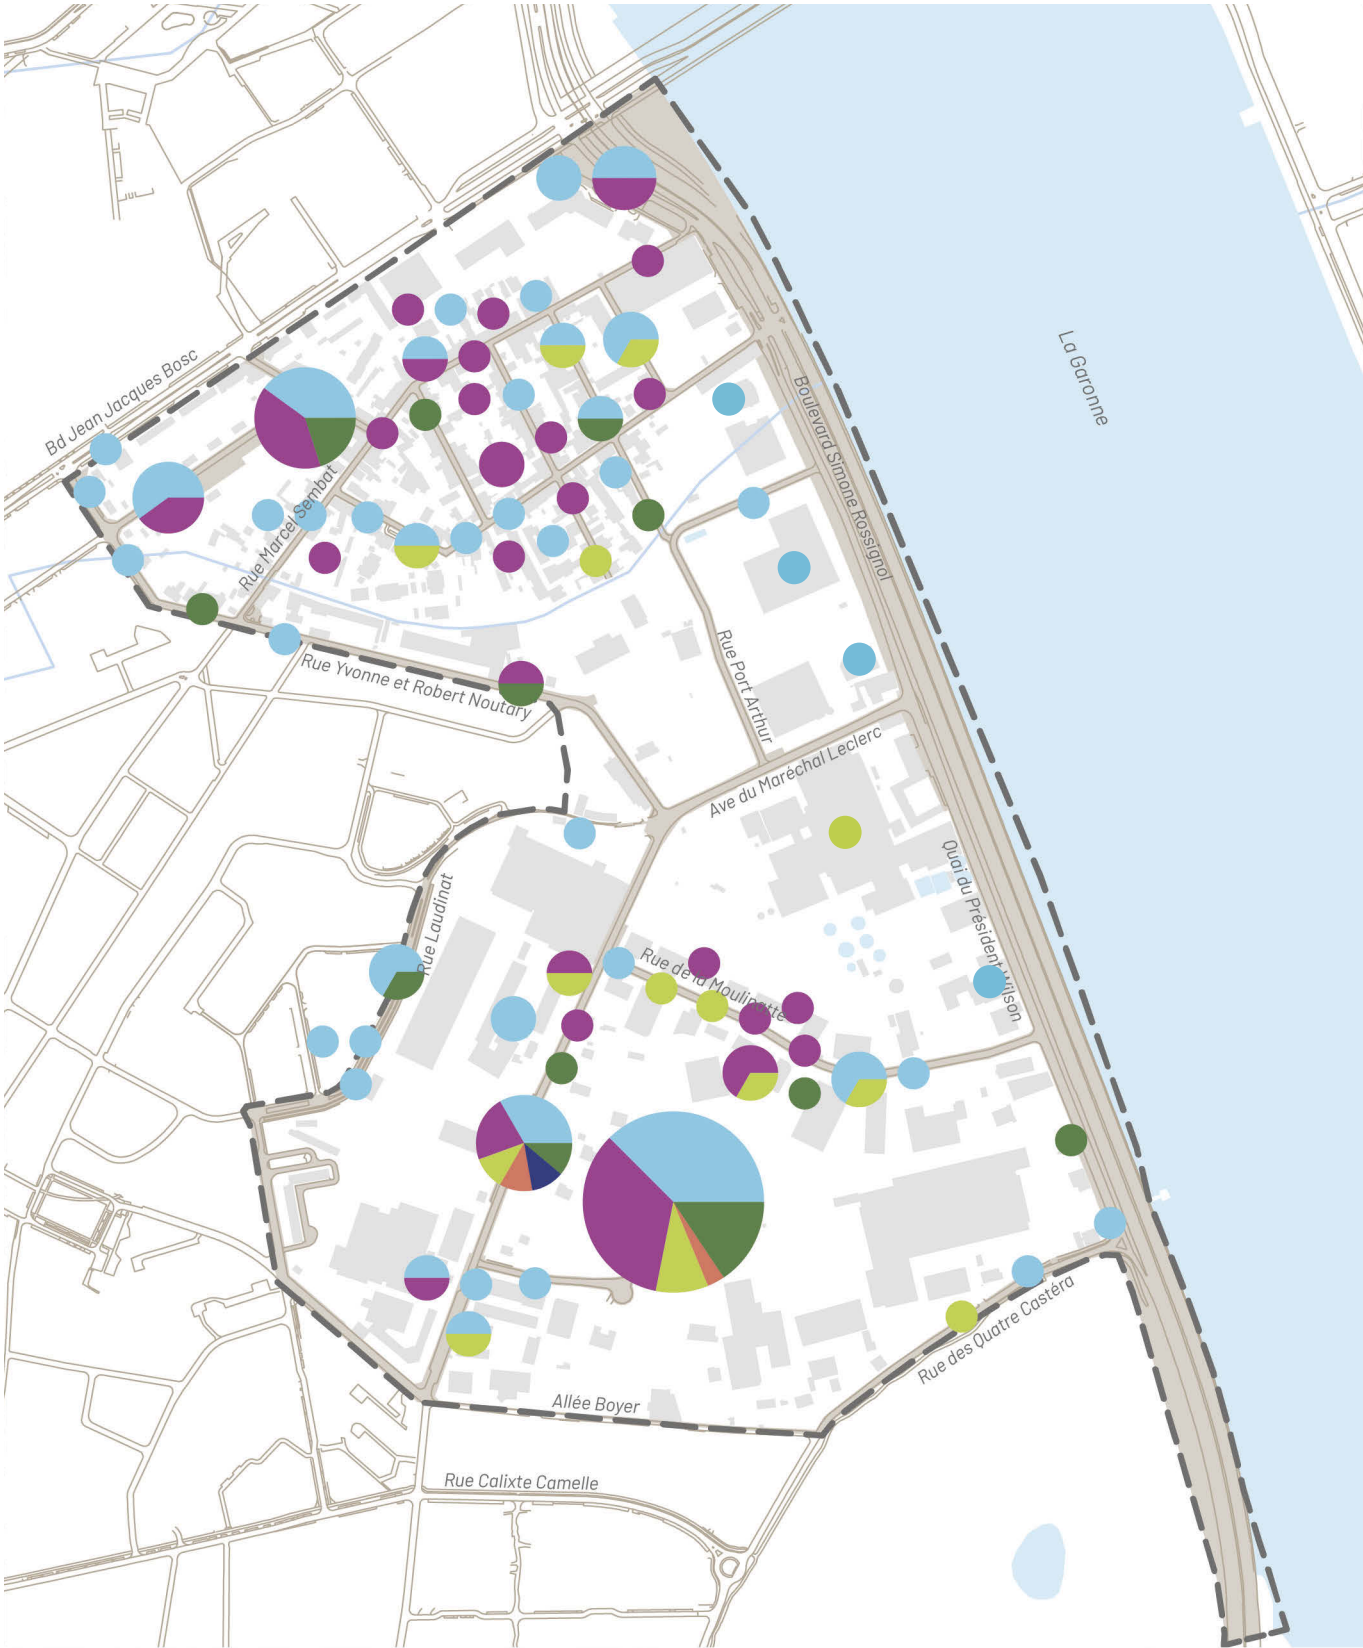 La Garonne
Bd Jean Jacques Bosc
Boulevard Simone Rossignol
Rue Marcel Sembat
Rue Yvonne et Robert Noutary
Rue Port Arthur
Ave du Maréchal Leclerc
Quai du Président Wilson
Rue Laudinat
Rue de la Moulinatte
Rue des Quatre Castéra
Allée Boyer
Rue Calixte Camelle